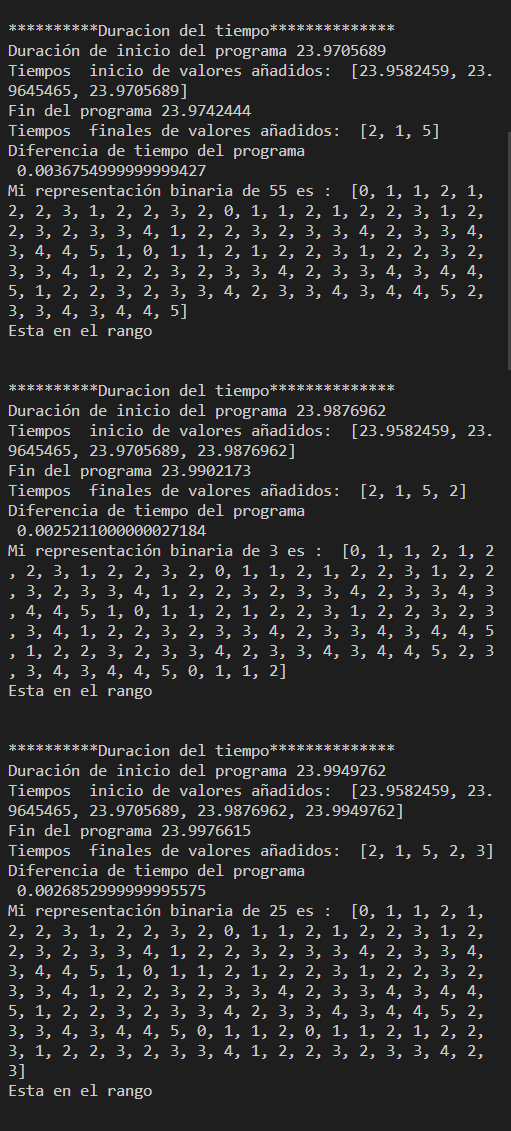 **********Duracion del tiempo**************
Duración de inicio del programa 23.9705689
Tiempos  inicio de valores añadidos:  [23.9582459, 23.
9645465, 23.9705689]
Fin del programa 23.9742444
Tiempos  finales de valores añadidos:  [2, 1, 5]
Diferencia de tiempo del programa
 0.0036754999999999427
Mi representación binaria de 55 es :  [0, 1, 1, 2, 1,
2, 2, 3, 1, 2, 2, 3, 2, 0, 1, 1, 2, 1, 2, 2, 3, 1, 2,
2, 3, 2, 3, 3, 4, 1, 2, 2, 3, 2, 3, 3, 4, 2, 3, 3, 4,
3, 4, 4, 5, 1, 0, 1, 1, 2, 1, 2, 2, 3, 1, 2, 2, 3, 2,
3, 3, 4, 1, 2, 2, 3, 2, 3, 3, 4, 2, 3, 3, 4, 3, 4, 4,
5, 1, 2, 2, 3, 2, 3, 3, 4, 2, 3, 3, 4, 3, 4, 4, 5, 2,
3, 3, 4, 3, 4, 4, 5]
Esta en el rango
**********Duracion del tiempo**************
Duración de inicio del programa 23.9876962
Tiempos  inicio de valores añadidos:  [23.9582459, 23.
9645465, 23.9705689, 23.9876962]
Fin del programa 23.9902173
Tiempos  finales de valores añadidos:  [2, 1, 5, 2]
Diferencia de tiempo del programa
 0.0025211000000027184
Mi representación binaria de 3 es :  [0, 1, 1, 2, 1, 2
, 2, 3, 1, 2, 2, 3, 2, 0, 1, 1, 2, 1, 2, 2, 3, 1, 2, 2
, 3, 2, 3, 3, 4, 1, 2, 2, 3, 2, 3, 3, 4, 2, 3, 3, 4, 3
, 4, 4, 5, 1, 0, 1, 1, 2, 1, 2, 2, 3, 1, 2, 2, 3, 2, 3
, 3, 4, 1, 2, 2, 3, 2, 3, 3, 4, 2, 3, 3, 4, 3, 4, 4, 5
, 1, 2, 2, 3, 2, 3, 3, 4, 2, 3, 3, 4, 3, 4, 4, 5, 2, 3
, 3, 4, 3, 4, 4, 5, 0, 1, 1, 2]
Esta en el rango
**********Duracion del tiempo**************
Duración de inicio del programa 23.9949762
Tiempos  inicio de valores añadidos:  [23.9582459, 23.
9645465, 23.9705689, 23.9876962, 23.9949762]
Fin del programa 23.9976615
Tiempos  finales de valores añadidos:  [2, 1, 5, 2, 3]
Diferencia de tiempo del programa
 0.0026852999999995575
Mi representación binaria de 25 es :  [0, 1, 1, 2, 1,
2, 2, 3, 1, 2, 2, 3, 2, 0, 1, 1, 2, 1, 2, 2, 3, 1, 2,
2, 3, 2, 3, 3, 4, 1, 2, 2, 3, 2, 3, 3, 4, 2, 3, 3, 4,
3, 4, 4, 5, 1, 0, 1, 1, 2, 1, 2, 2, 3, 1, 2, 2, 3, 2,
3, 3, 4, 1, 2, 2, 3, 2, 3, 3, 4, 2, 3, 3, 4, 3, 4, 4,
5, 1, 2, 2, 3, 2, 3, 3, 4, 2, 3, 3, 4, 3, 4, 4, 5, 2,
3, 3, 4, 3, 4, 4, 5, 0, 1, 1, 2, 0, 1, 1, 2, 1, 2, 2,
3, 1, 2, 2, 3, 2, 3, 3, 4, 1, 2, 2, 3, 2, 3, 3, 4, 2,
3]
Esta en el rango